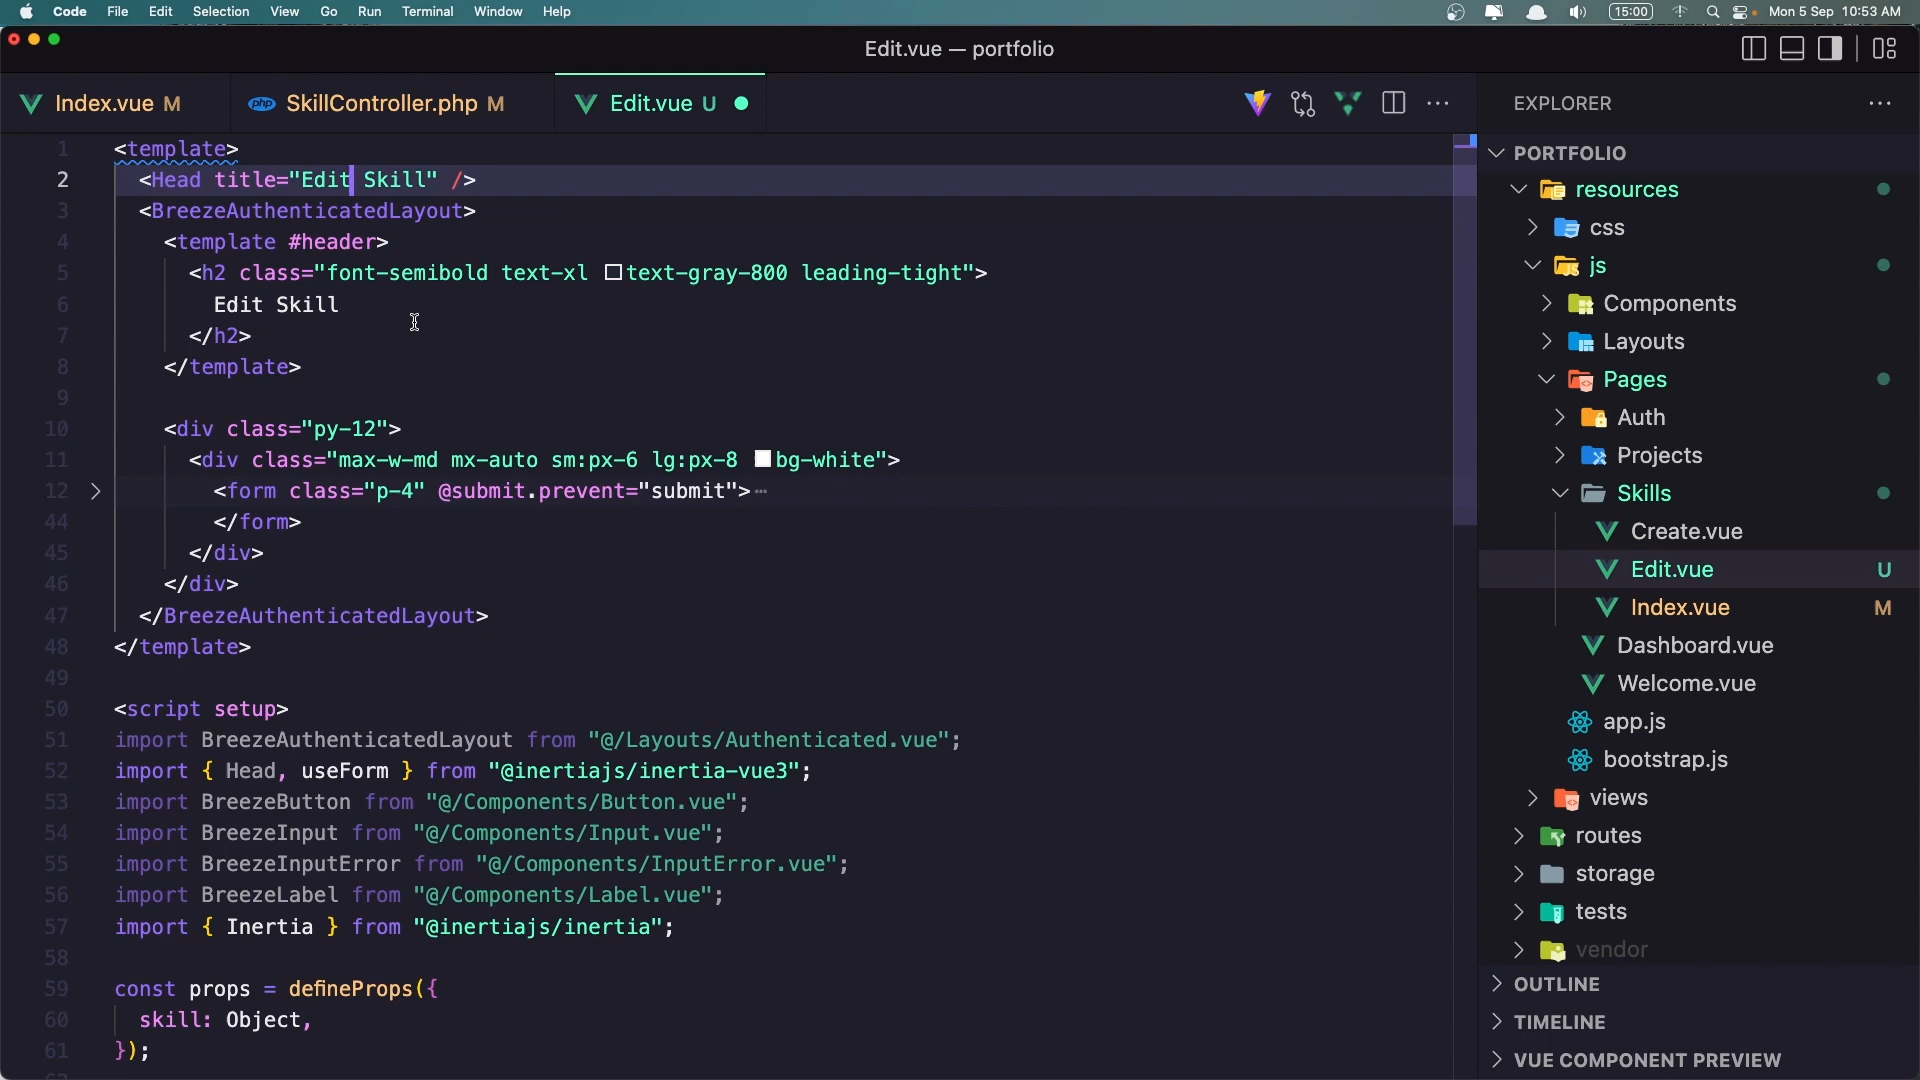 Code File Edit Selection View Go Run Terminal Window Help 15:00 Mon 5 Sep 10:53 AM
Edit.vue — portfolio
Index.vue M
php SkillController.php M
Edit.vue U
EXPLORER
1 <template>
2 <Head title="Edit Skill" />
3 <BreezeAuthenticatedLayout>
4 <template #header>
5 <h2 class="font-semibold text-xl text-gray-800 leading-tight">
6 Edit Skill
7 </h2>
8 </template>
9
10 <div class="py-12">
11 <div class="max-w-md mx-auto sm:px-6 lg:px-8 bg-white">
12 <form class="p-4" @submit.prevent="submit">⋯
44 </form>
45 </div>
46 </div>
47 </BreezeAuthenticatedLayout>
48 </template>
49
50 <script setup>
51 import BreezeAuthenticatedLayout from "@/Layouts/Authenticated.vue";
52 import { Head, useForm } from "@inertiajs/inertia-vue3";
53 import BreezeButton from "@/Components/Button.vue";
54 import BreezeInput from "@/Components/Input.vue";
55 import BreezeInputError from "@/Components/InputError.vue";
56 import BreezeLabel from "@/Components/Label.vue";
57 import { Inertia } from "@inertiajs/inertia";
58
59 const props = defineProps({
60 skill: Object,
61 });
PORTFOLIO
resources
css
js
Components
Layouts
Pages
Auth
Projects
Skills
Create.vue
Edit.vue U
Index.vue M
Dashboard.vue
Welcome.vue
app.js
bootstrap.js
views
routes
storage
tests
vendor
OUTLINE
TIMELINE
VUE COMPONENT PREVIEW